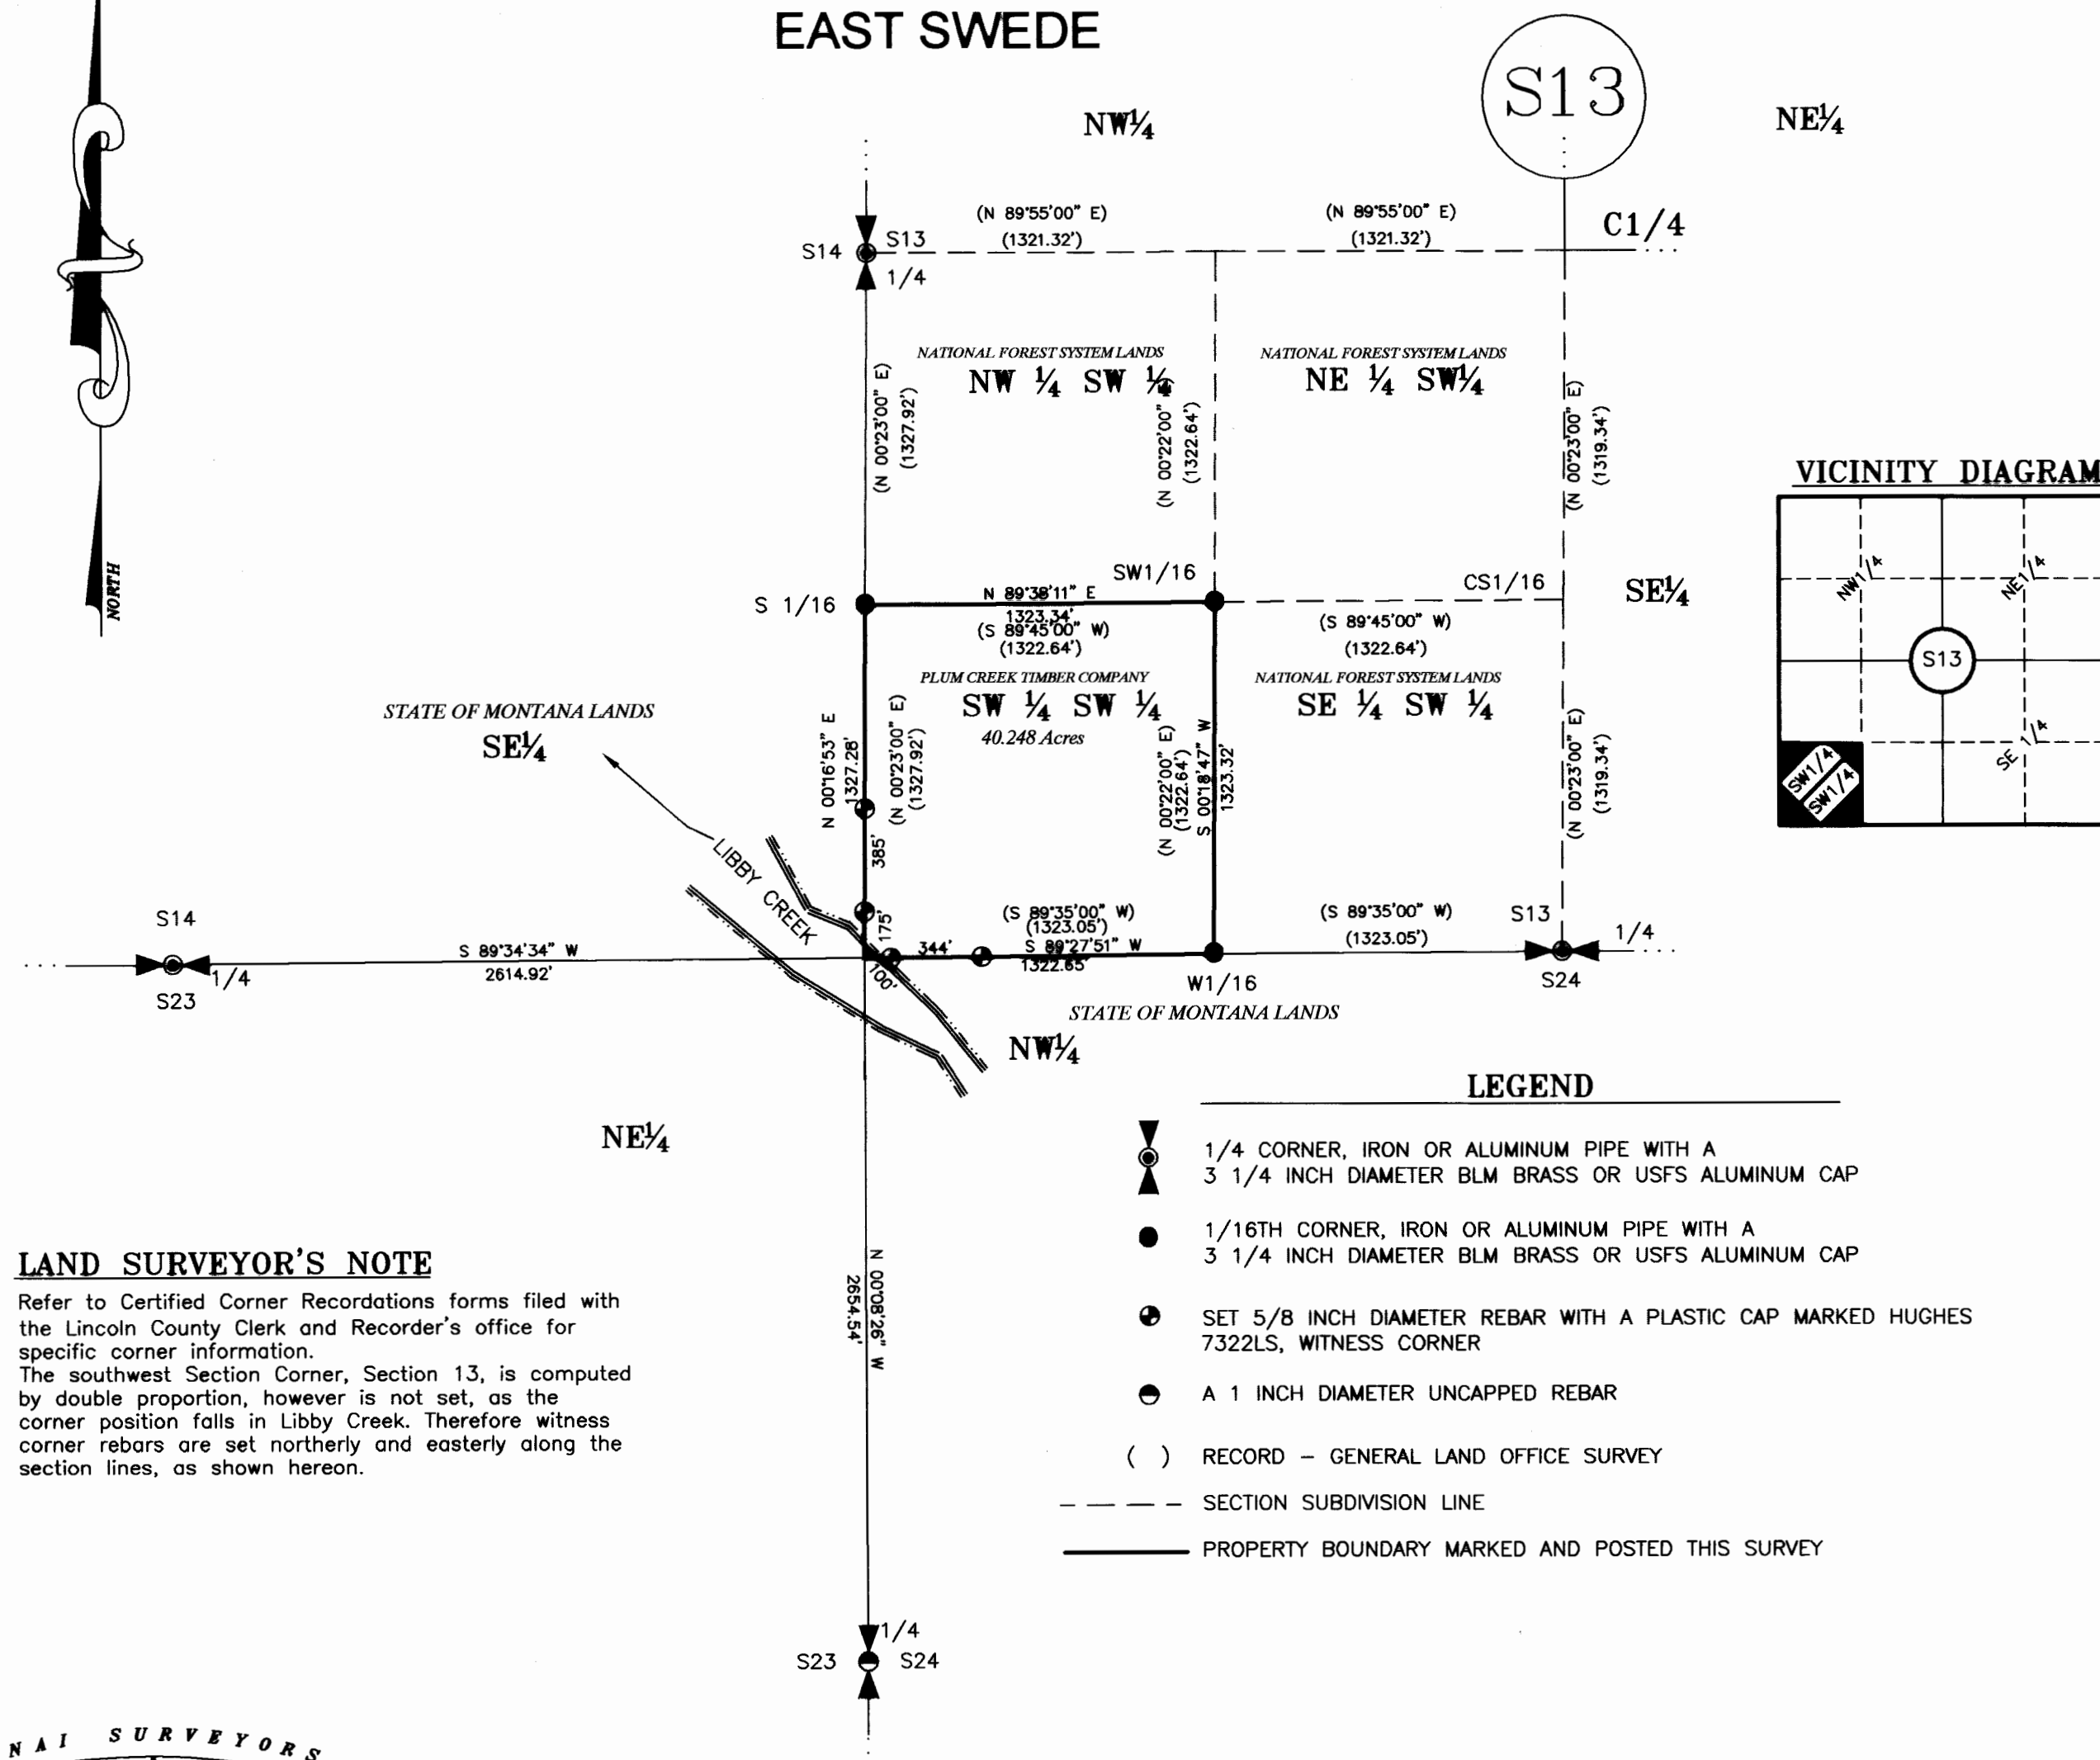 EAST SWEDE
S13
NW¼
NE¼
C1/4
(N 89°55'00" E)
(1321.32')
(N 89°55'00" E)
(1321.32')
S14
S13
1/4
NATIONAL FOREST SYSTEM LANDS
NW ¼ SW ¼
NATIONAL FOREST SYSTEM LANDS
NE ¼ SW¼
(N 00°23'00" E)
(1327.92')
(N 00°22'00" E)
(1322.64')
(N 00°23'00" E)
(1319.34')
NORTH
VICINITY DIAGRAM
NW1/4
NE1/4
S13
SE 1/4
SW1/4
SW1/4
S 1/16
SW1/16
CS1/16
SE¼
N 89°38'11" E
1323.34'
(S 89°45'00" W)
(1322.64')
(S 89°45'00" W)
(1322.64')
PLUM CREEK TIMBER COMPANY
SW ¼ SW ¼
40.248 Acres
NATIONAL FOREST SYSTEM LANDS
SE ¼ SW ¼
STATE OF MONTANA LANDS
SE¼
N 00°16'53" E
1327.28'
(N 00°23'00" E)
(1327.92')
(N 00°22'00" E)
(1322.64')
S 00°18'47" W
1323.32'
(N 00°23'00" E)
(1319.34')
LIBBY CREEK
385'
175'
344'
100'
(S 89°35'00" W)
(1323.05')
S 89°27'51" W
1322.65'
(S 89°35'00" W)
(1323.05')
S13
1/4
S24
S14
1/4
S23
S 89°34'34" W
2614.92'
W1/16
STATE OF MONTANA LANDS
NW¼
NE¼
N 00°08'26" W
2654.54'
LEGEND
1/4 CORNER, IRON OR ALUMINUM PIPE WITH A
3 1/4 INCH DIAMETER BLM BRASS OR USFS ALUMINUM CAP
1/16TH CORNER, IRON OR ALUMINUM PIPE WITH A
3 1/4 INCH DIAMETER BLM BRASS OR USFS ALUMINUM CAP
SET 5/8 INCH DIAMETER REBAR WITH A PLASTIC CAP MARKED HUGHES
7322LS, WITNESS CORNER
A 1 INCH DIAMETER UNCAPPED REBAR
( ) RECORD – GENERAL LAND OFFICE SURVEY
SECTION SUBDIVISION LINE
PROPERTY BOUNDARY MARKED AND POSTED THIS SURVEY
LAND SURVEYOR'S NOTE
Refer to Certified Corner Recordations forms filed with
the Lincoln County Clerk and Recorder's office for
specific corner information.
The southwest Section Corner, Section 13, is computed
by double proportion, however is not set, as the
corner position falls in Libby Creek. Therefore witness
corner rebars are set northerly and easterly along the
section lines, as shown hereon.
1/4
S23
S24
NAI SURVEYORS